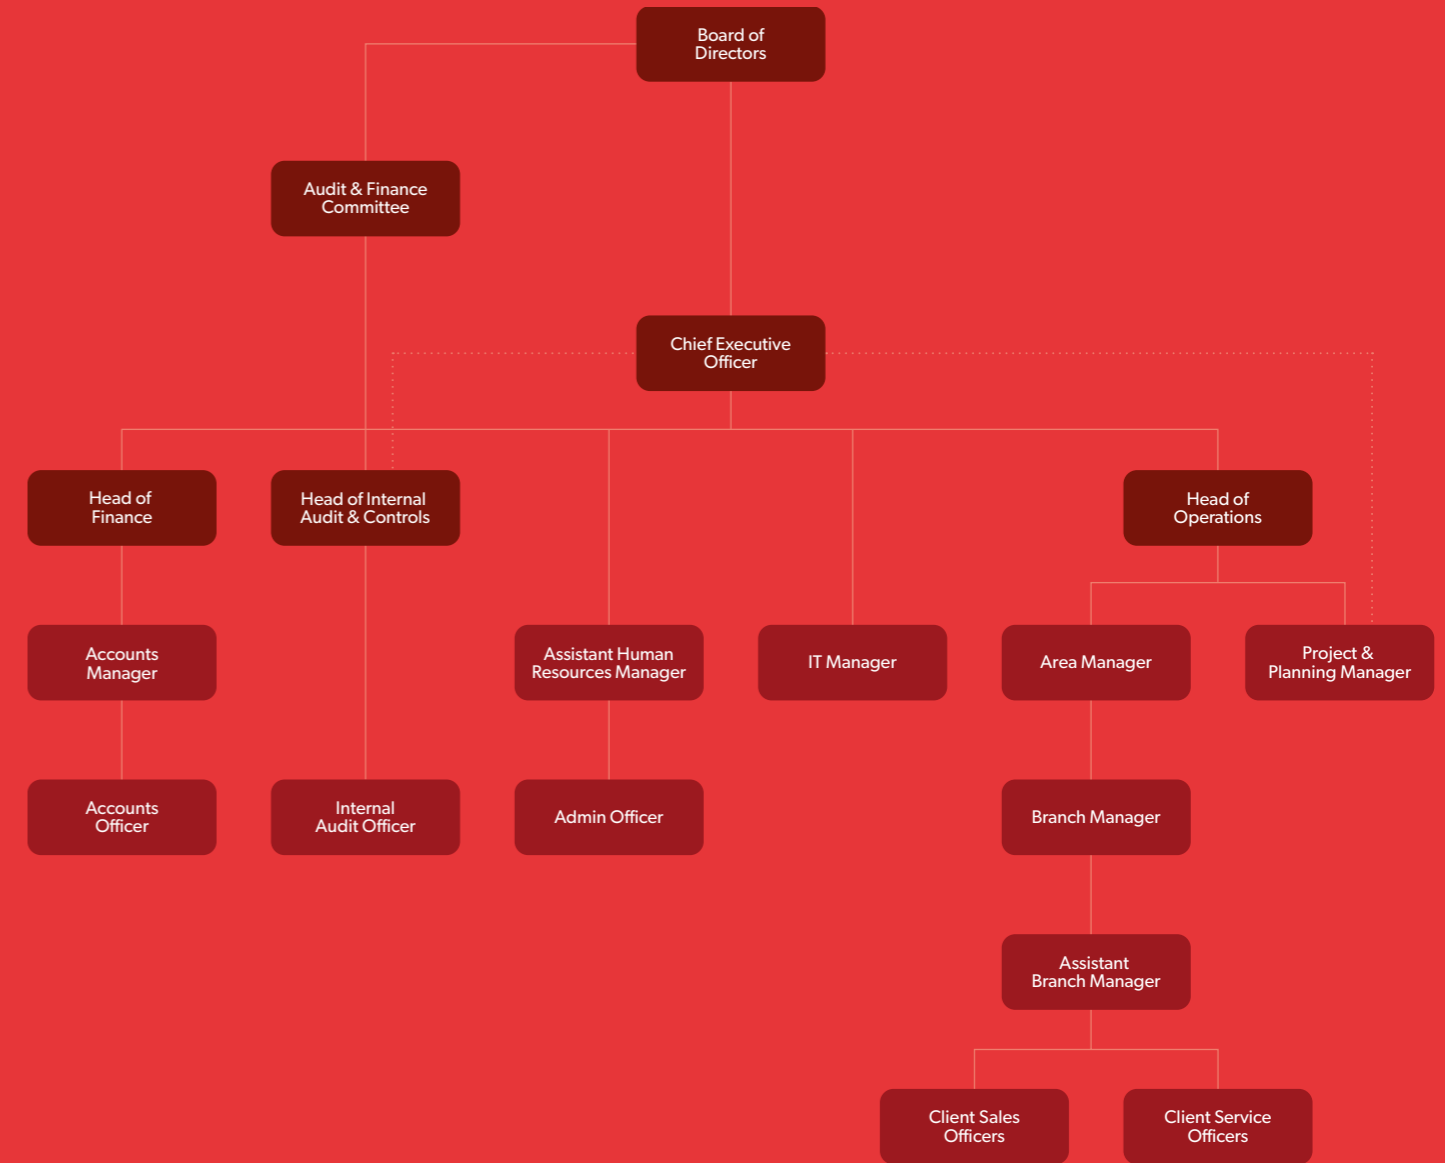 Board of
Directors
Audit & Finance
Committee
Chief Executive
Officer
Head of
Finance
Head of Internal
Audit & Controls
Head of
Operations
Accounts
Manager
Assistant Human
Resources Manager
IT Manager
Area Manager
Project &
Planning Manager
Accounts
Officer
Internal
Audit Officer
Admin Officer
Branch Manager
Assistant
Branch Manager
Client Sales
Officers
Client Service
Officers